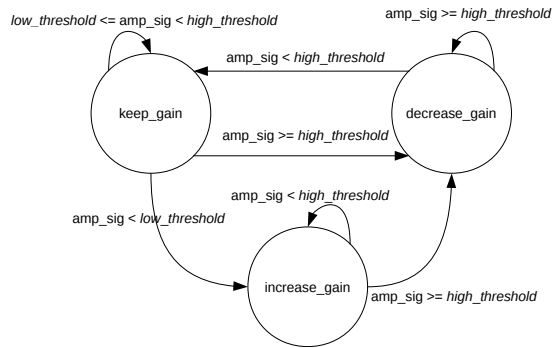 low_threshold <= amp_sig < high_threshold
amp_sig >= high_threshold
amp_sig < high_threshold
keep_gain
decrease_gain
amp_sig >= high_threshold
amp_sig < high_threshold
amp_sig < low_threshold
increase_gain
amp_sig >= high_threshold